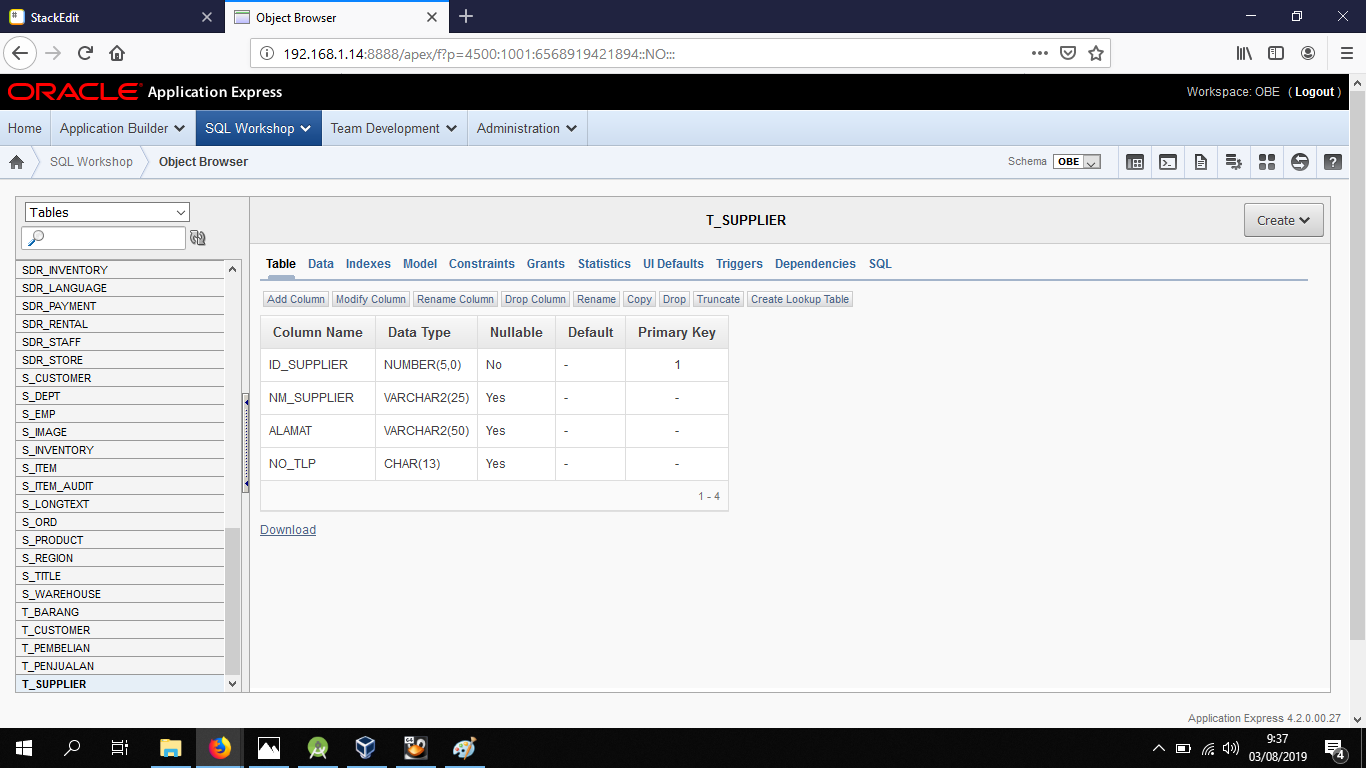 StackEdit
Object Browser
192.168.1.14:8888/apex/f?p=4500:1001:6568919421894::NO:::
ORACLE Application Express
Workspace: OBE ( Logout )
Home Application Builder SQL Workshop Team Development Administration
SQL Workshop Object Browser
Schema OBE
Tables
SDR_INVENTORY
SDR_LANGUAGE
SDR_PAYMENT
SDR_RENTAL
SDR_STAFF
SDR_STORE
S_CUSTOMER
S_DEPT
S_EMP
S_IMAGE
S_INVENTORY
S_ITEM
S_ITEM_AUDIT
S_LONGTEXT
S_ORD
S_PRODUCT
S_REGION
S_TITLE
S_WAREHOUSE
T_BARANG
T_CUSTOMER
T_PEMBELIAN
T_PENJUALAN
T_SUPPLIER
T_SUPPLIER
Create
Table Data Indexes Model Constraints Grants Statistics UI Defaults Triggers Dependencies SQL
Add Column Modify Column Rename Column Drop Column Rename Copy Drop Truncate Create Lookup Table
Column Name Data Type Nullable Default Primary Key
ID_SUPPLIER NUMBER(5,0) No - 1
NM_SUPPLIER VARCHAR2(25) Yes - -
ALAMAT VARCHAR2(50) Yes - -
NO_TLP CHAR(13) Yes - -
1 - 4
Download
Application Express 4.2.0.00.27
9:37
03/08/2019
4